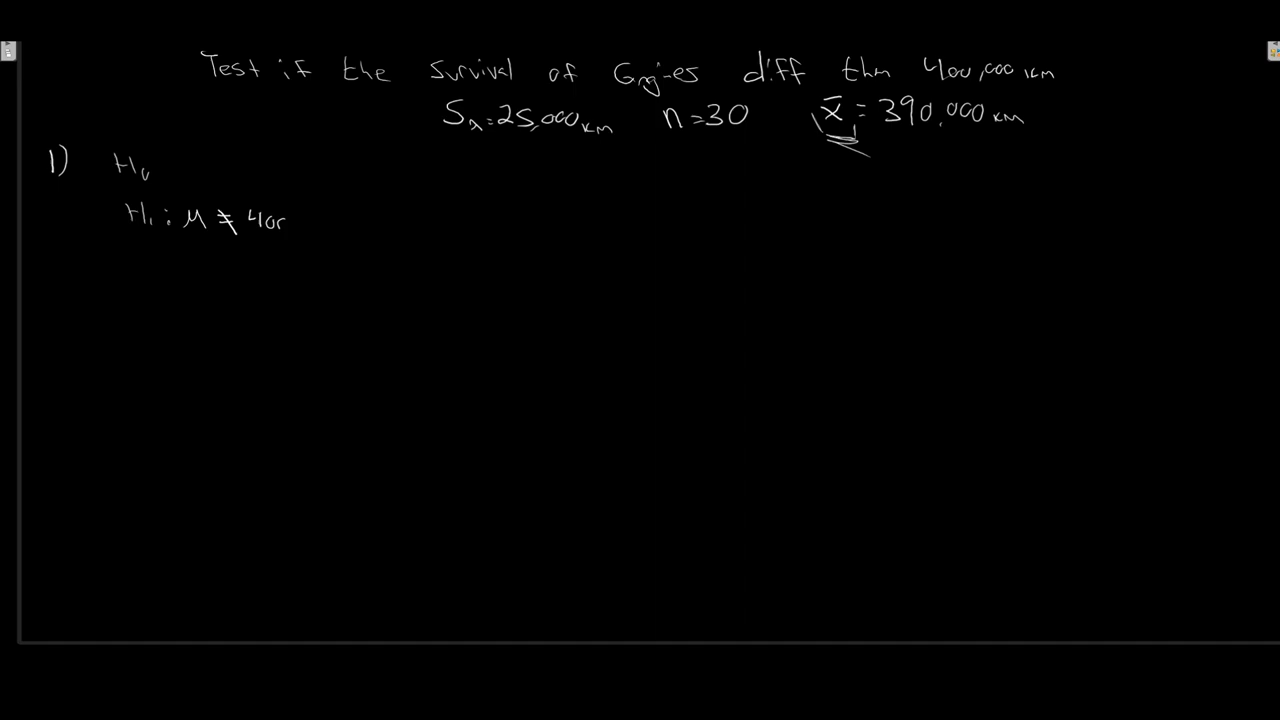 Test if the survival of Engines diff than 400,000 km
Sx = 25,000 km n = 30 x̄ = 390,000 km
1) H₀
H₁ : μ ≠ 400